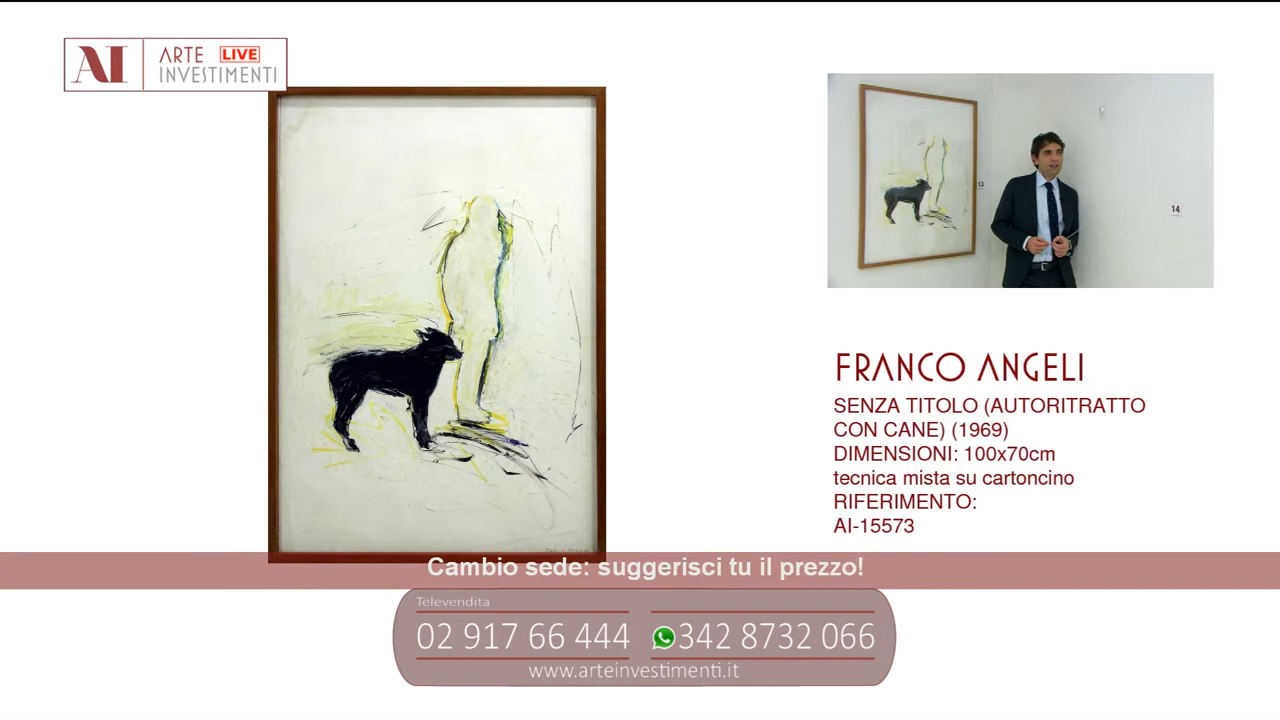 AI ARTE LIVE
INVESTIMENTI
13
14
FRANCO ANGELI
SENZA TITOLO (AUTORITRATTO
CON CANE) (1969)
DIMENSIONI: 100x70cm
tecnica mista su cartoncino
RIFERIMENTO:
AI-15573
Cambio sede: suggerisci tu il prezzo!
Televendita
02 917 66 444 342 8732 066
www.arteinvestimenti.it